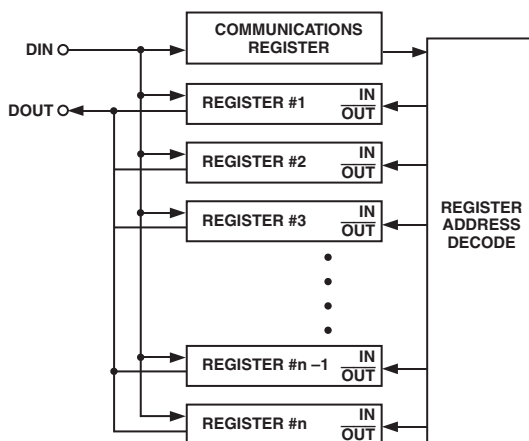 COMMUNICATIONS
REGISTER
DIN
DOUT
REGISTER #1
IN
OUT
REGISTER #2
IN
OUT
REGISTER #3
IN
OUT
REGISTER
ADDRESS
DECODE
REGISTER #n –1
IN
OUT
REGISTER #n
IN
OUT